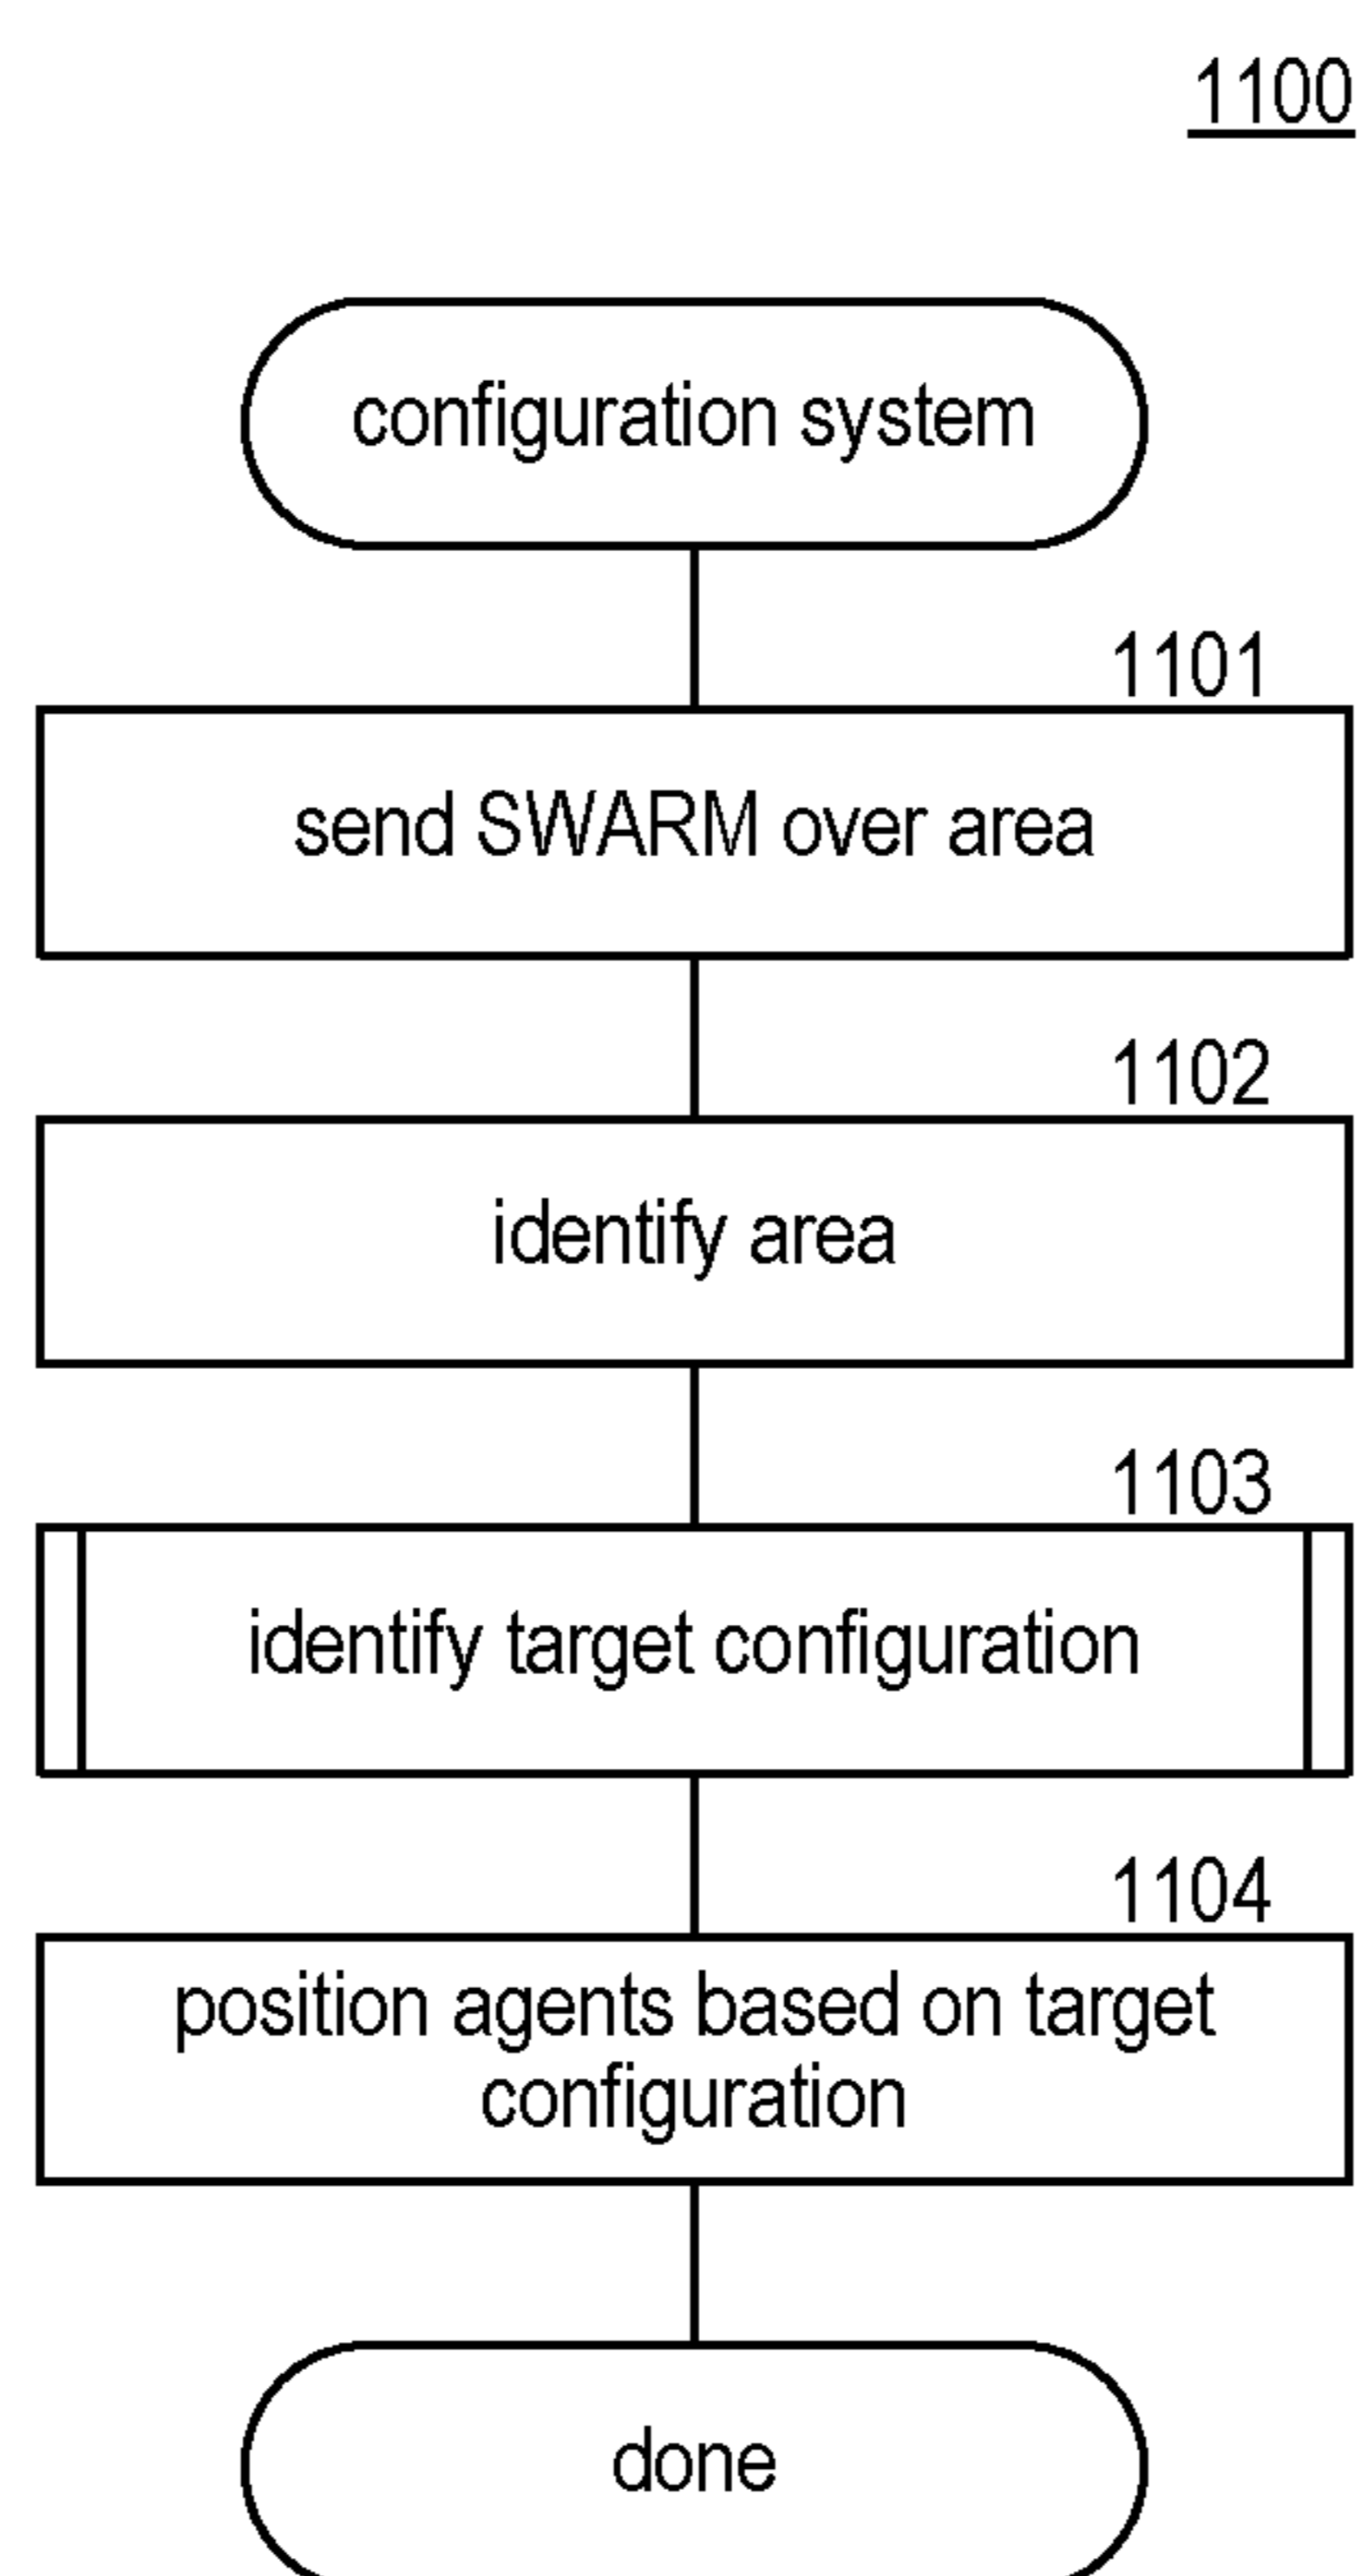 1100
configuration system
1101
send SWARM over area
1102
identify area
1103
identify target configuration
1104
position agents based on target
configuration
done